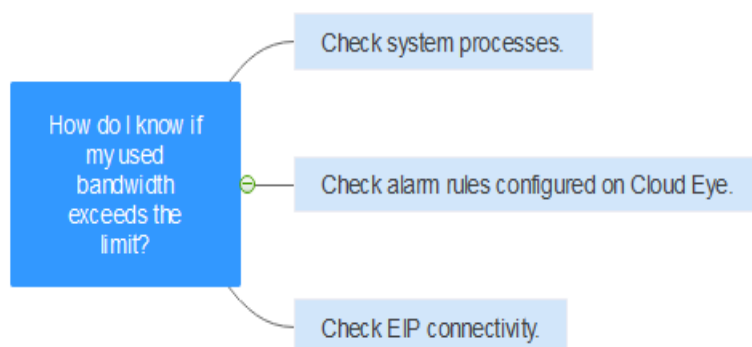 Check system processes.
How do I know if
my used
bandwidth
exceeds the
limit?
Check alarm rules configured on Cloud Eye.
Check EIP connectivity.